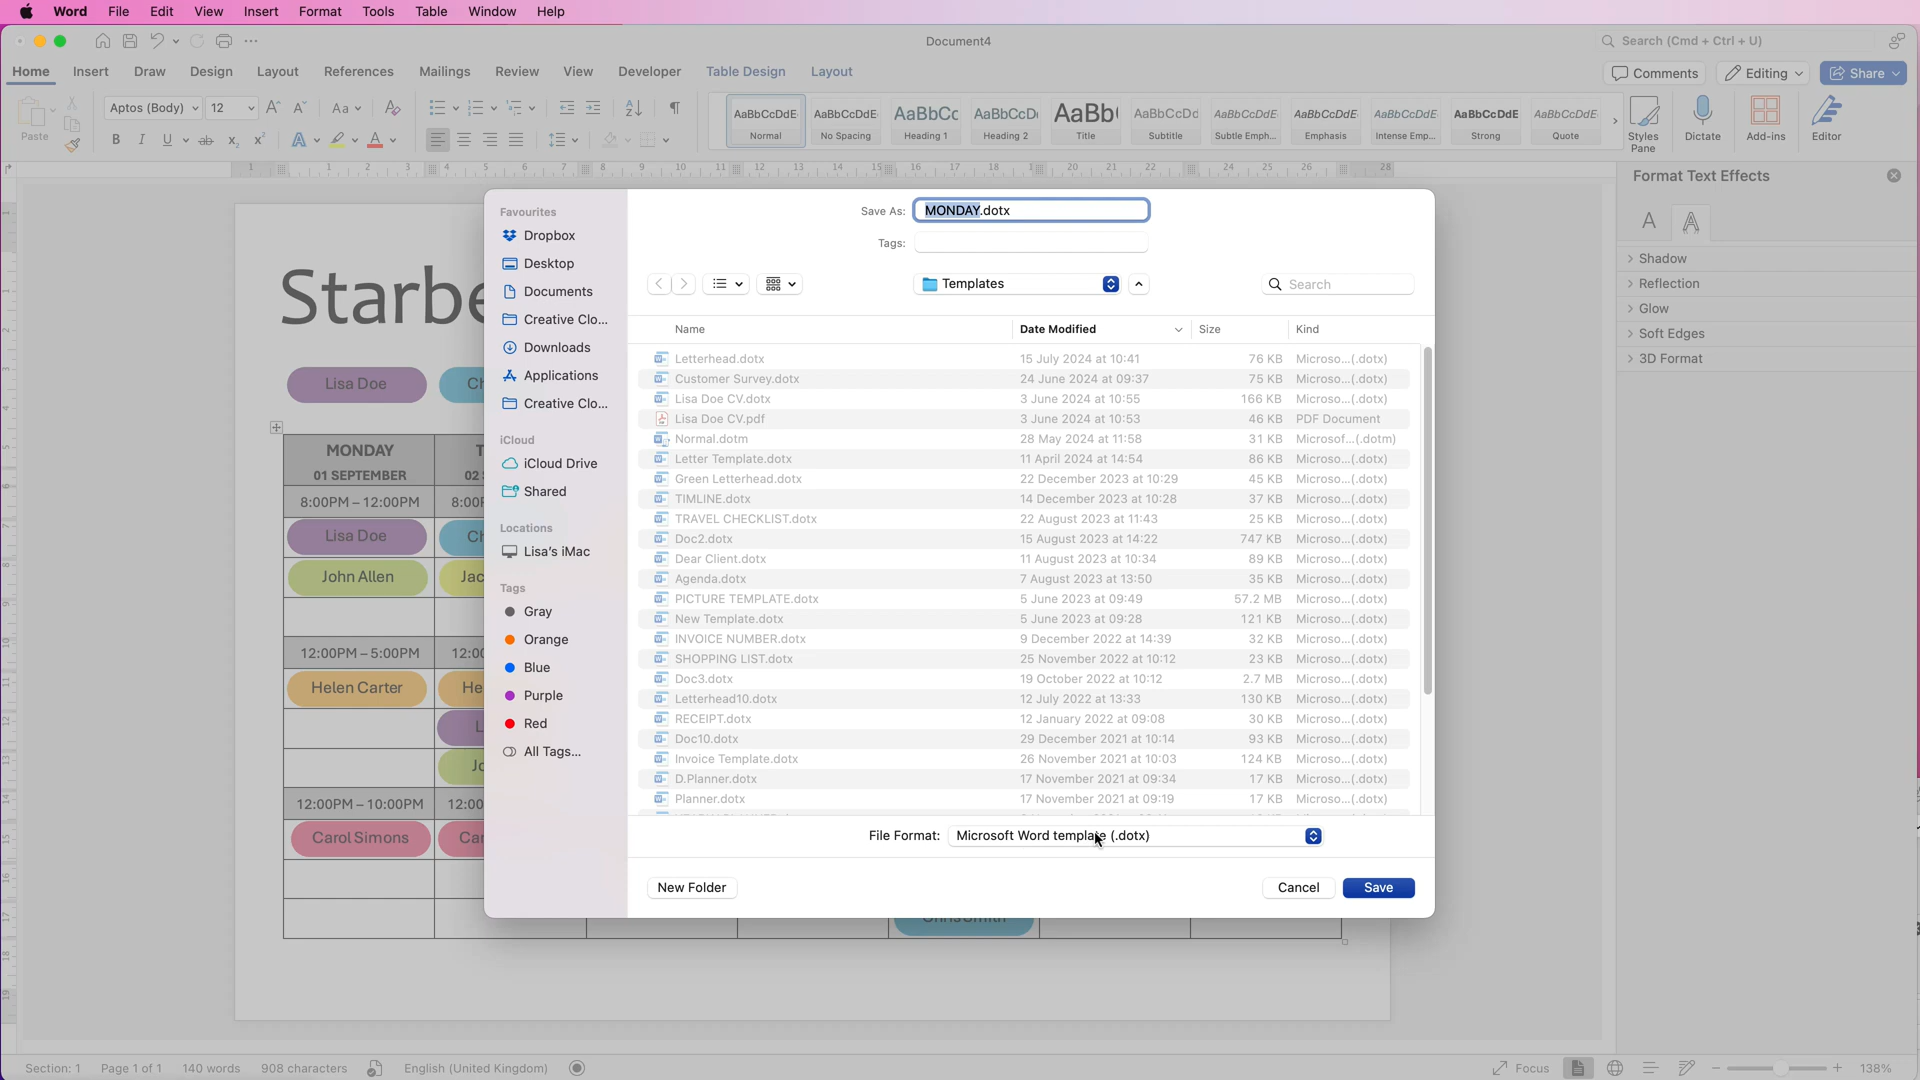 Word File Edit View Insert Format Tools Table Window Help
Document4
Search (Cmd + Ctrl + U)
Home Insert Draw Design Layout References Mailings Review View Developer Table Design Layout
Comments Editing Share
Paste
Aptos (Body) 12
AaBbCcDdE AaBbCcDdE AaBbCc AaBbCcD AaBb AaBbCcDd AaBbCcDdE AaBbCcDdE AaBbCcDdE AaBbCcDdE AaBbCcDdE
Normal No Spacing Heading 1 Heading 2 Title Subtitle Subtle Emph... Emphasis Intense Emp... Strong Quote
Styles Pane
Dictate
Add-ins
Editor
Format Text Effects
Shadow
Reflection
Glow
Soft Edges
3D Format
Starbe
Lisa Doe Ch
MONDAY T
01 SEPTEMBER 02
8:00PM – 12:00PM 8:00P
Lisa Doe Ch
John Allen Jac
12:00PM – 5:00PM 12:00
Helen Carter He
L
Jo
12:00PM – 10:00PM 12:00
Carol Simons Car
Chris Smith
Favourites
Dropbox
Desktop
Documents
Creative Clo...
Downloads
Applications
Creative Clo...
iCloud
iCloud Drive
Shared
Locations
Lisa's iMac
Tags
Gray
Orange
Blue
Purple
Red
All Tags...
Save As: MONDAY.dotx
Tags:
Templates
Search
Name Date Modified Size Kind
Letterhead.dotx 15 July 2024 at 10:41 76 KB Microso...(.dotx)
Customer Survey.dotx 24 June 2024 at 09:37 75 KB Microso...(.dotx)
Lisa Doe CV.dotx 3 June 2024 at 10:55 166 KB Microso...(.dotx)
Lisa Doe CV.pdf 3 June 2024 at 10:53 46 KB PDF Document
Normal.dotm 28 May 2024 at 11:58 31 KB Microsof...(.dotm)
Letter Template.dotx 11 April 2024 at 14:54 86 KB Microso...(.dotx)
Green Letterhead.dotx 22 December 2023 at 10:29 45 KB Microso...(.dotx)
TIMLINE.dotx 14 December 2023 at 10:28 37 KB Microso...(.dotx)
TRAVEL CHECKLIST.dotx 22 August 2023 at 11:43 25 KB Microso...(.dotx)
Doc2.dotx 15 August 2023 at 14:22 747 KB Microso...(.dotx)
Dear Client.dotx 11 August 2023 at 10:34 89 KB Microso...(.dotx)
Agenda.dotx 7 August 2023 at 13:50 35 KB Microso...(.dotx)
PICTURE TEMPLATE.dotx 5 June 2023 at 09:49 57.2 MB Microso...(.dotx)
New Template.dotx 5 June 2023 at 09:28 121 KB Microso...(.dotx)
INVOICE NUMBER.dotx 9 December 2022 at 14:39 32 KB Microso...(.dotx)
SHOPPING LIST.dotx 25 November 2022 at 10:12 23 KB Microso...(.dotx)
Doc3.dotx 19 October 2022 at 10:12 2.7 MB Microso...(.dotx)
Letterhead10.dotx 12 July 2022 at 13:33 130 KB Microso...(.dotx)
RECEIPT.dotx 12 January 2022 at 09:08 30 KB Microso...(.dotx)
Doc10.dotx 29 December 2021 at 10:14 93 KB Microso...(.dotx)
Invoice Template.dotx 26 November 2021 at 10:03 124 KB Microso...(.dotx)
D.Planner.dotx 17 November 2021 at 09:34 17 KB Microso...(.dotx)
Planner.dotx 17 November 2021 at 09:19 17 KB Microso...(.dotx)
File Format: Microsoft Word template (.dotx)
New Folder Cancel Save
Section: 1 Page 1 of 1 140 words 908 characters English (United Kingdom) Focus 138%